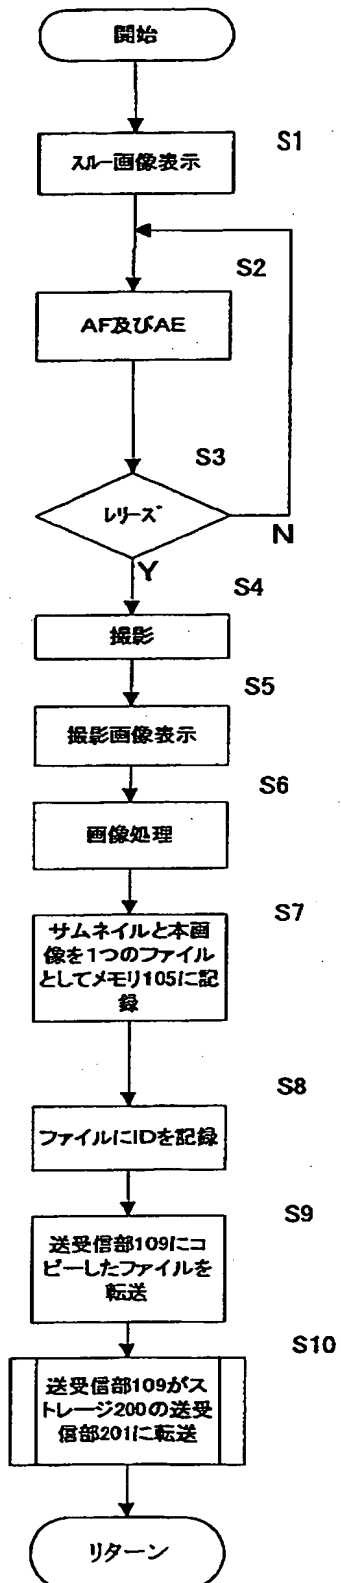 開始
S1
スルー画像表示
S2
AF及びAE
S3
レリーズ
N
Y
S4
撮影
S5
撮影画像表示
S6
画像処理
S7
サムネイルと本画
像を1つのファイル
としてメモリ105に記
録
S8
ファイルにIDを記録
S9
送受信部109にコ
ピーしたファイルを
転送
S10
送受信部109がス
トレージ200の送受
信部201に転送
リターン